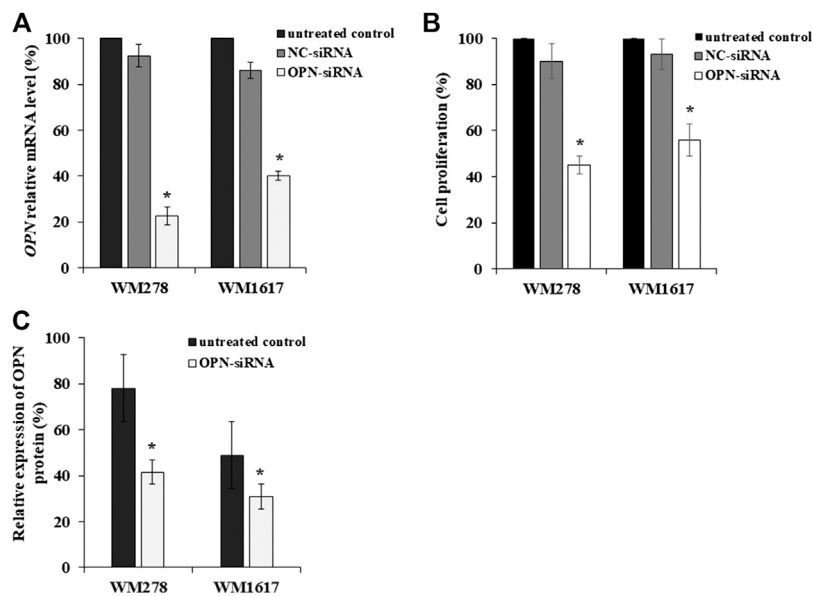 A
OPN relative mRNA level (%)
100
80
60
40
20
0
untreated control
NC-siRNA
OPN-siRNA
*
*
WM278
WM1617
B
Cell proliferation (%)
100
80
60
40
20
0
untreated control
NC-siRNA
OPN-siRNA
*
*
WM278
WM1617
C
Relative expression of OPN
protein (%)
100
80
60
40
20
0
untreated control
OPN-siRNA
*
*
WM278
WM1617